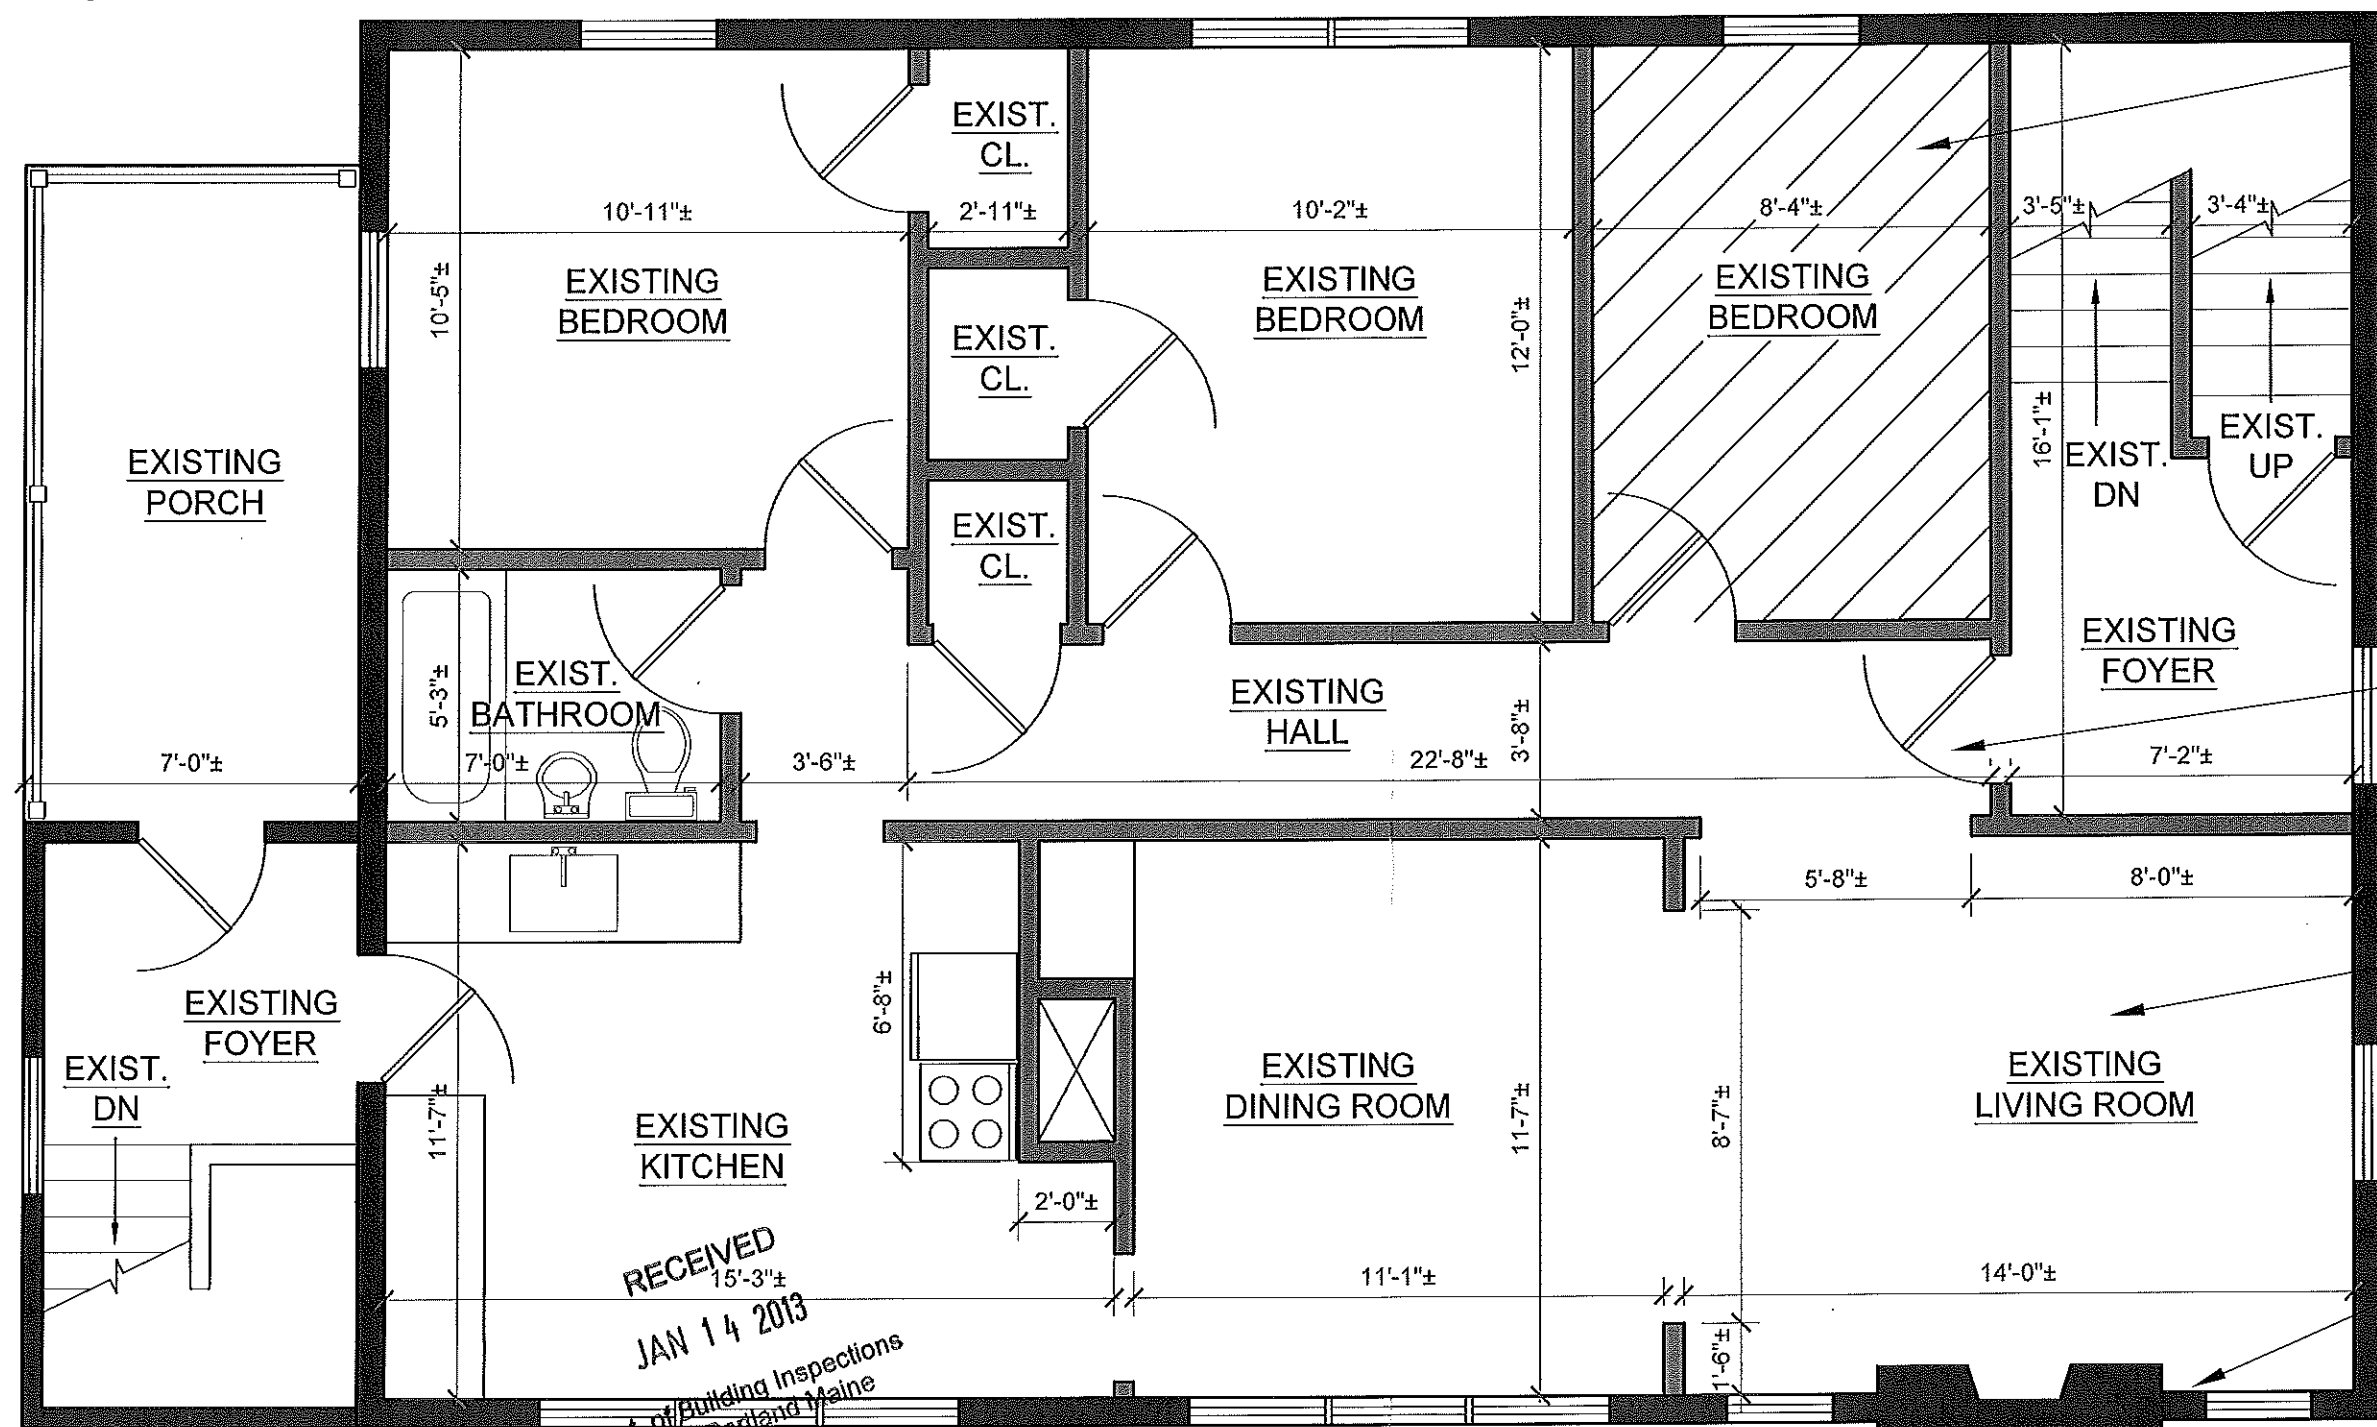 EXIST.
CL.
10'-11"±
2'-11"±
10'-2"±
8'-4"±
3'-5"±
3'-4"±
EXISTING
BEDROOM
10'-5"±
EXIST.
CL.
EXISTING
BEDROOM
12'-0"±
EXISTING
BEDROOM
16'-1"±
EXIST.
DN
EXIST.
UP
EXISTING
PORCH
EXIST.
CL.
EXISTING
FOYER
EXIST.
BATHROOM
5'-3"±
EXISTING
HALL
3'-8"±
7'-0"±
7'-0"±
3'-6"±
22'-8"±
7'-2"±
5'-8"±
8'-0"±
EXISTING
FOYER
6'-8"±
EXIST.
DN
11'-7"±
EXISTING
KITCHEN
EXISTING
DINING ROOM
11-7"±
8'-7"±
EXISTING
LIVING ROOM
2'-0"±
15'-3"±
11'-1"±
14'-0"±
1'-6"±
RECEIVED
JAN 14 2013
of Building Inspections
Portland Maine